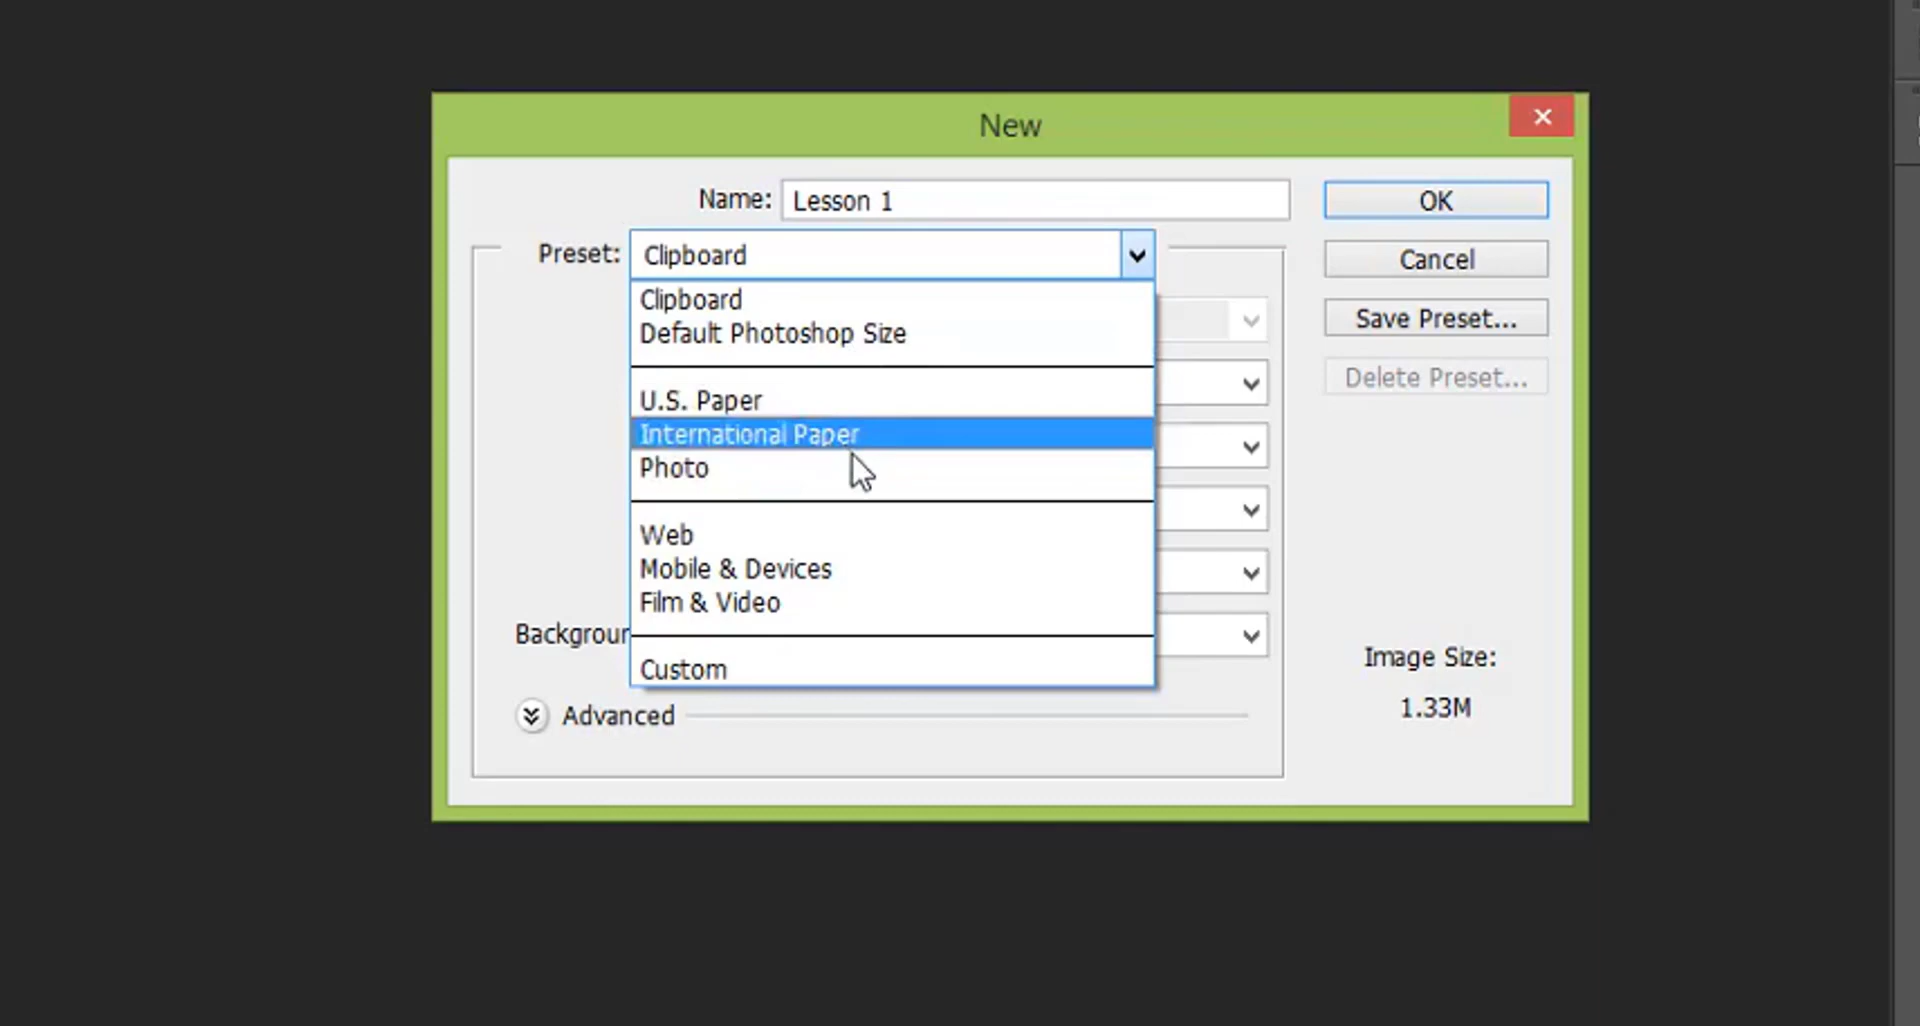 New
Name: Lesson 1
OK
Preset: Clipboard
Cancel
Clipboard
Default Photoshop Size
Save Preset...
Delete Preset...
U.S. Paper
International Paper
Photo
Web
Mobile & Devices
Film & Video
Backgroun
Custom
Image Size:
1.33M
Advanced